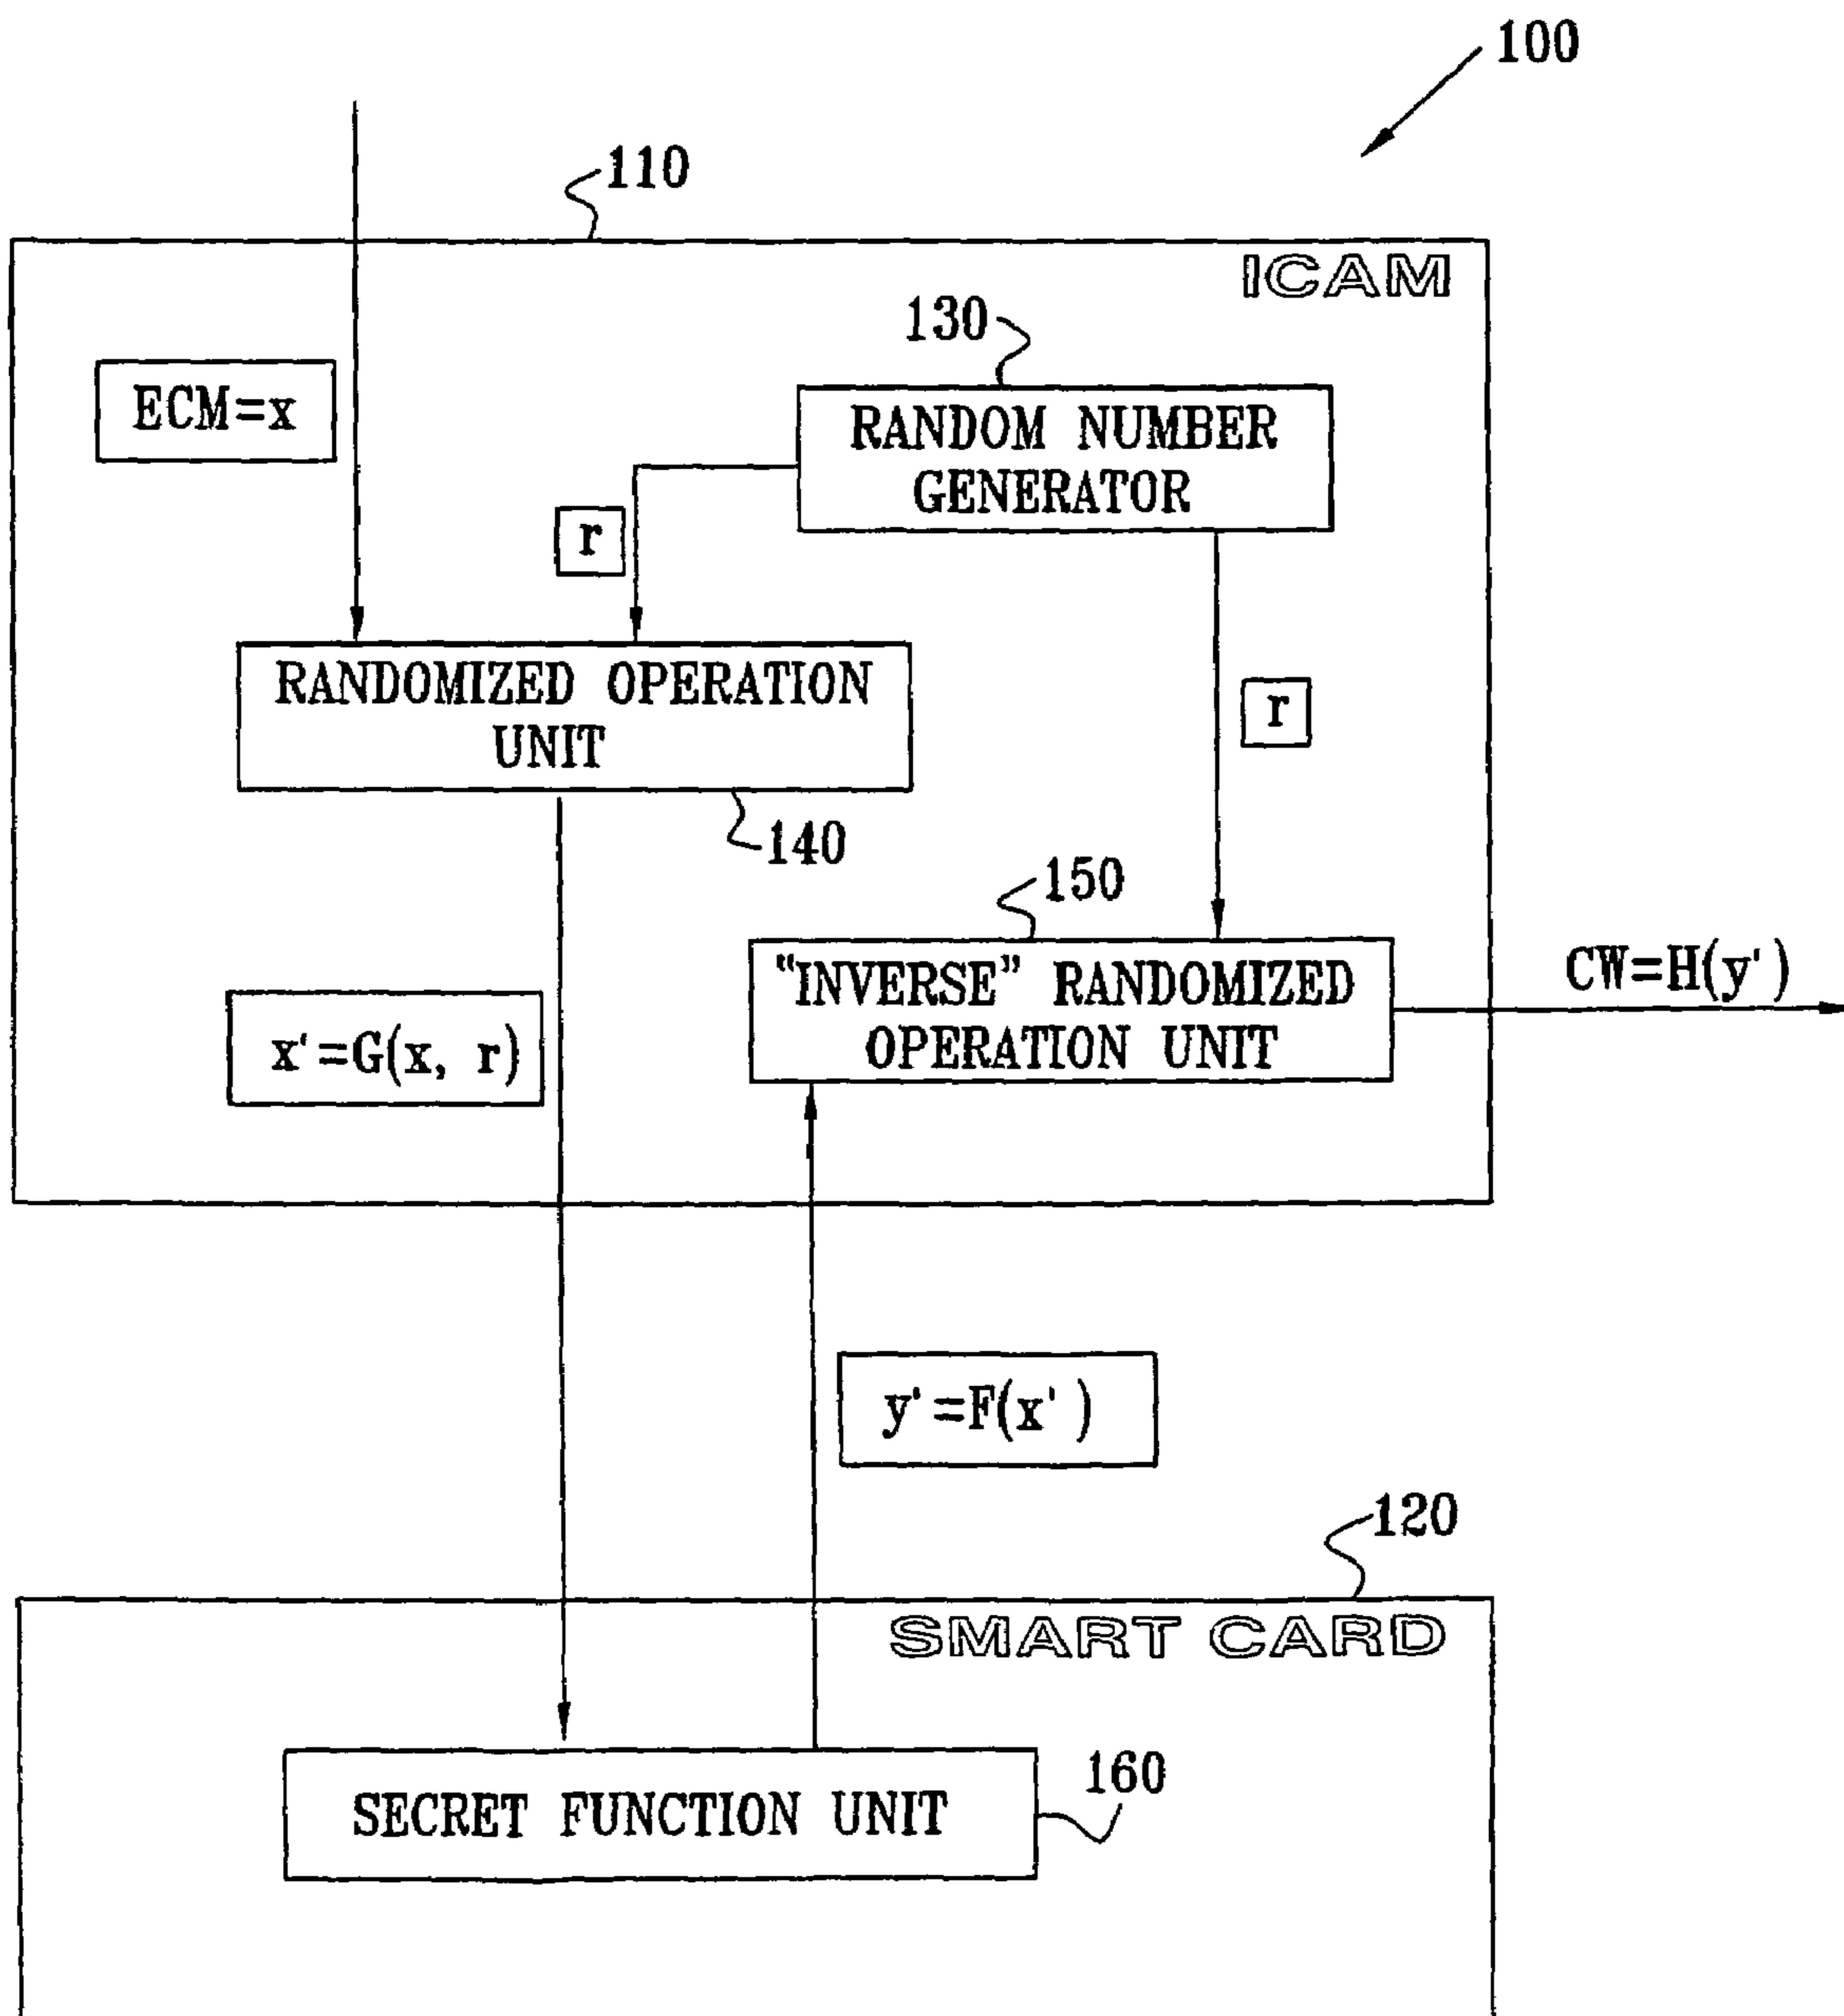 100
110
ICAM
130
ECM=x
RANDOM NUMBER
GENERATOR
r
RANDOMIZED OPERATION
UNIT
r
140
150
"INVERSE" RANDOMIZED
OPERATION UNIT
CW=H(y')
x'=G(x, r)
y'=F(x')
120
SMART CARD
160
SECRET FUNCTION UNIT